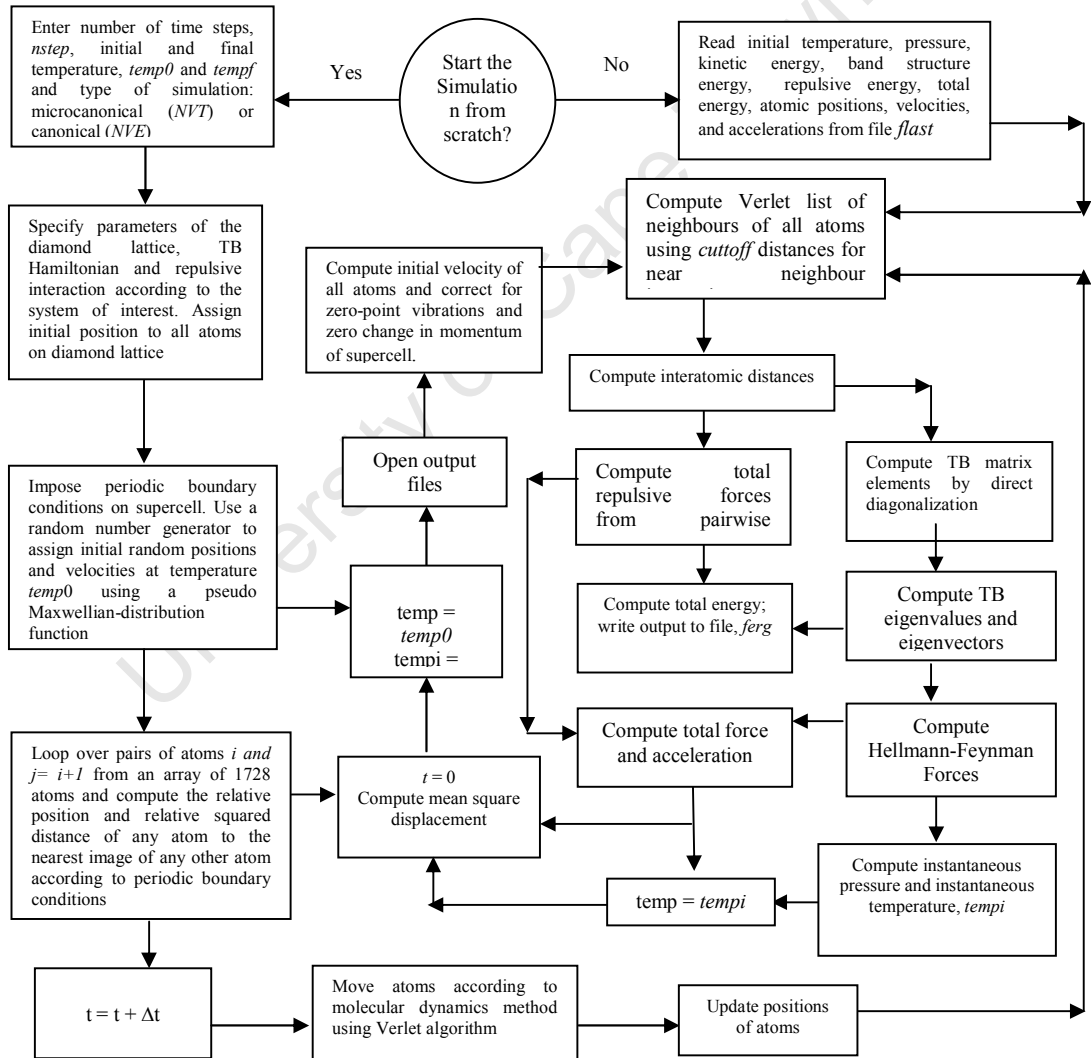 Enter number of time steps,
nstep, initial and final
temperature, temp0 and tempf
and type of simulation:
microcanonical (NVT) or
canonical (NVE)
Yes
Start the
Simulatio
n from
scratch?
No
Read initial temperature, pressure,
kinetic energy, band structure
energy, repulsive energy, total
energy, atomic positions, velocities,
and accelerations from file flast
Specify parameters of the
diamond lattice, TB
Hamiltonian and repulsive
interaction according to the
system of interest. Assign
initial position to all atoms
on diamond lattice
Compute initial velocity of
all atoms and correct for
zero-point vibrations and
zero change in momentum
of supercell.
Compute Verlet list of
neighbours of all atoms
using cuttoff distances for
near neighbour
Compute interatomic distances
Open output
files
Compute total
repulsive forces
from pairwise
Compute TB matrix
elements by direct
diagonalization
Impose periodic boundary
conditions on supercell. Use a
random number generator to
assign initial random positions
and velocities at temperature
temp0 using a pseudo
Maxwellian-distribution
function
temp =
temp0
tempi =
Compute total energy;
write output to file, ferg
Compute TB
eigenvalues and
eigenvectors
Loop over pairs of atoms i and
j= i+1 from an array of 1728
atoms and compute the relative
position and relative squared
distance of any atom to the
nearest image of any other atom
according to periodic boundary
conditions
t = 0
Compute mean square
displacement
Compute total force
and acceleration
Compute
Hellmann-Feynman
Forces
temp = tempi
Compute instantaneous
pressure and instantaneous
temperature, tempi
t = t + Δt
Move atoms according to
molecular dynamics method
using Verlet algorithm
Update positions
of atoms
University of Cape